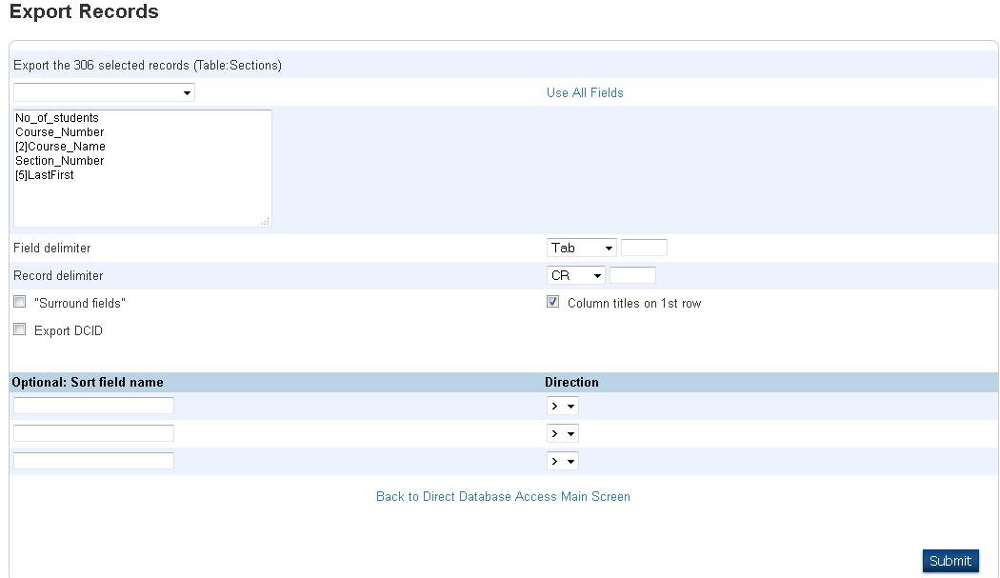 Export Records
Export the 306 selected records (Table:Sections)
Use All Fields
No_of_students
Course_Number
[2]Course_Name
Section_Number
[5]LastFirst
Field delimiter Tab
Record delimiter CR
"Surround fields" Column titles on 1st row
Export DCID
Optional: Sort field name Direction
>
>
>
Back to Direct Database Access Main Screen
Submit